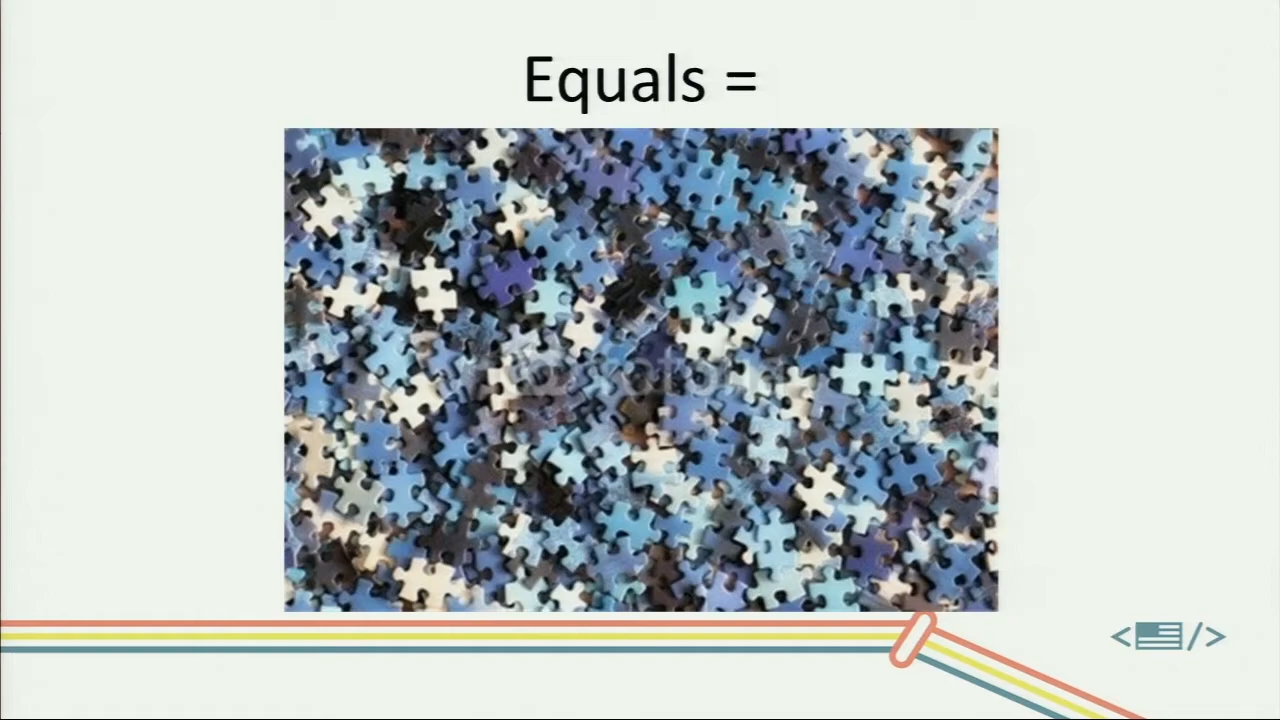 Equals =